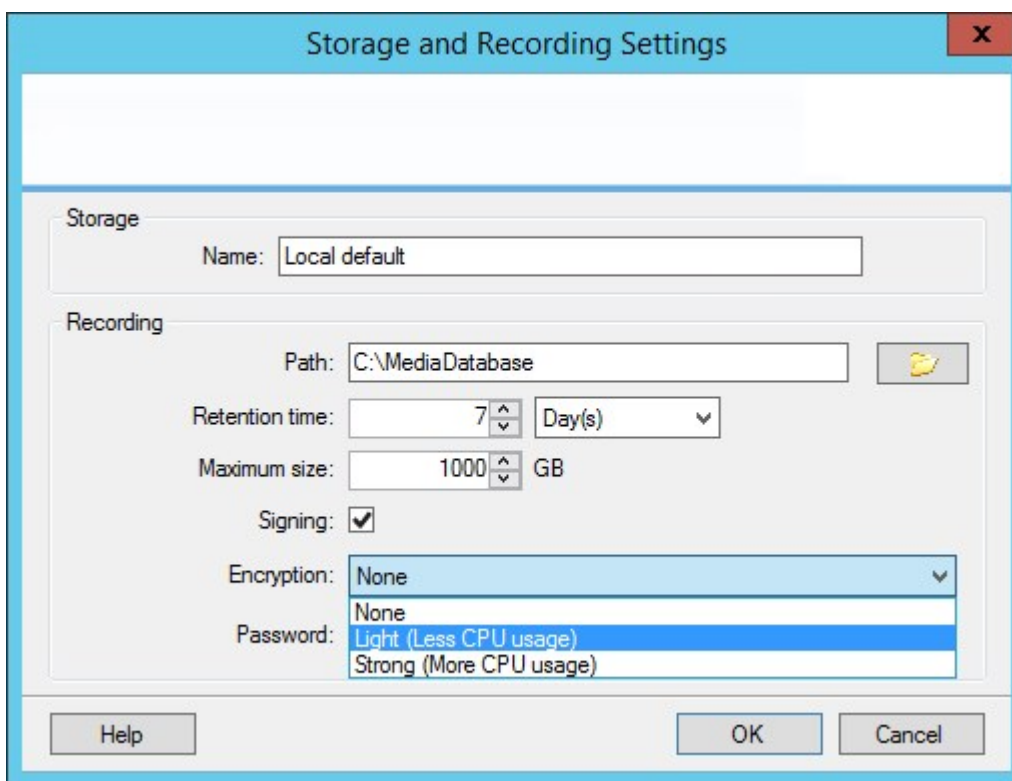 Storage and Recording Settings x
Storage
Name: Local default
Recording
Path: C:\MediaDatabase
Retention time: 7 Day(s)
Maximum size: 1000 GB
Signing:
Encryption: None
None
Password: Light (Less CPU usage)
Strong (More CPU usage)
Help OK Cancel